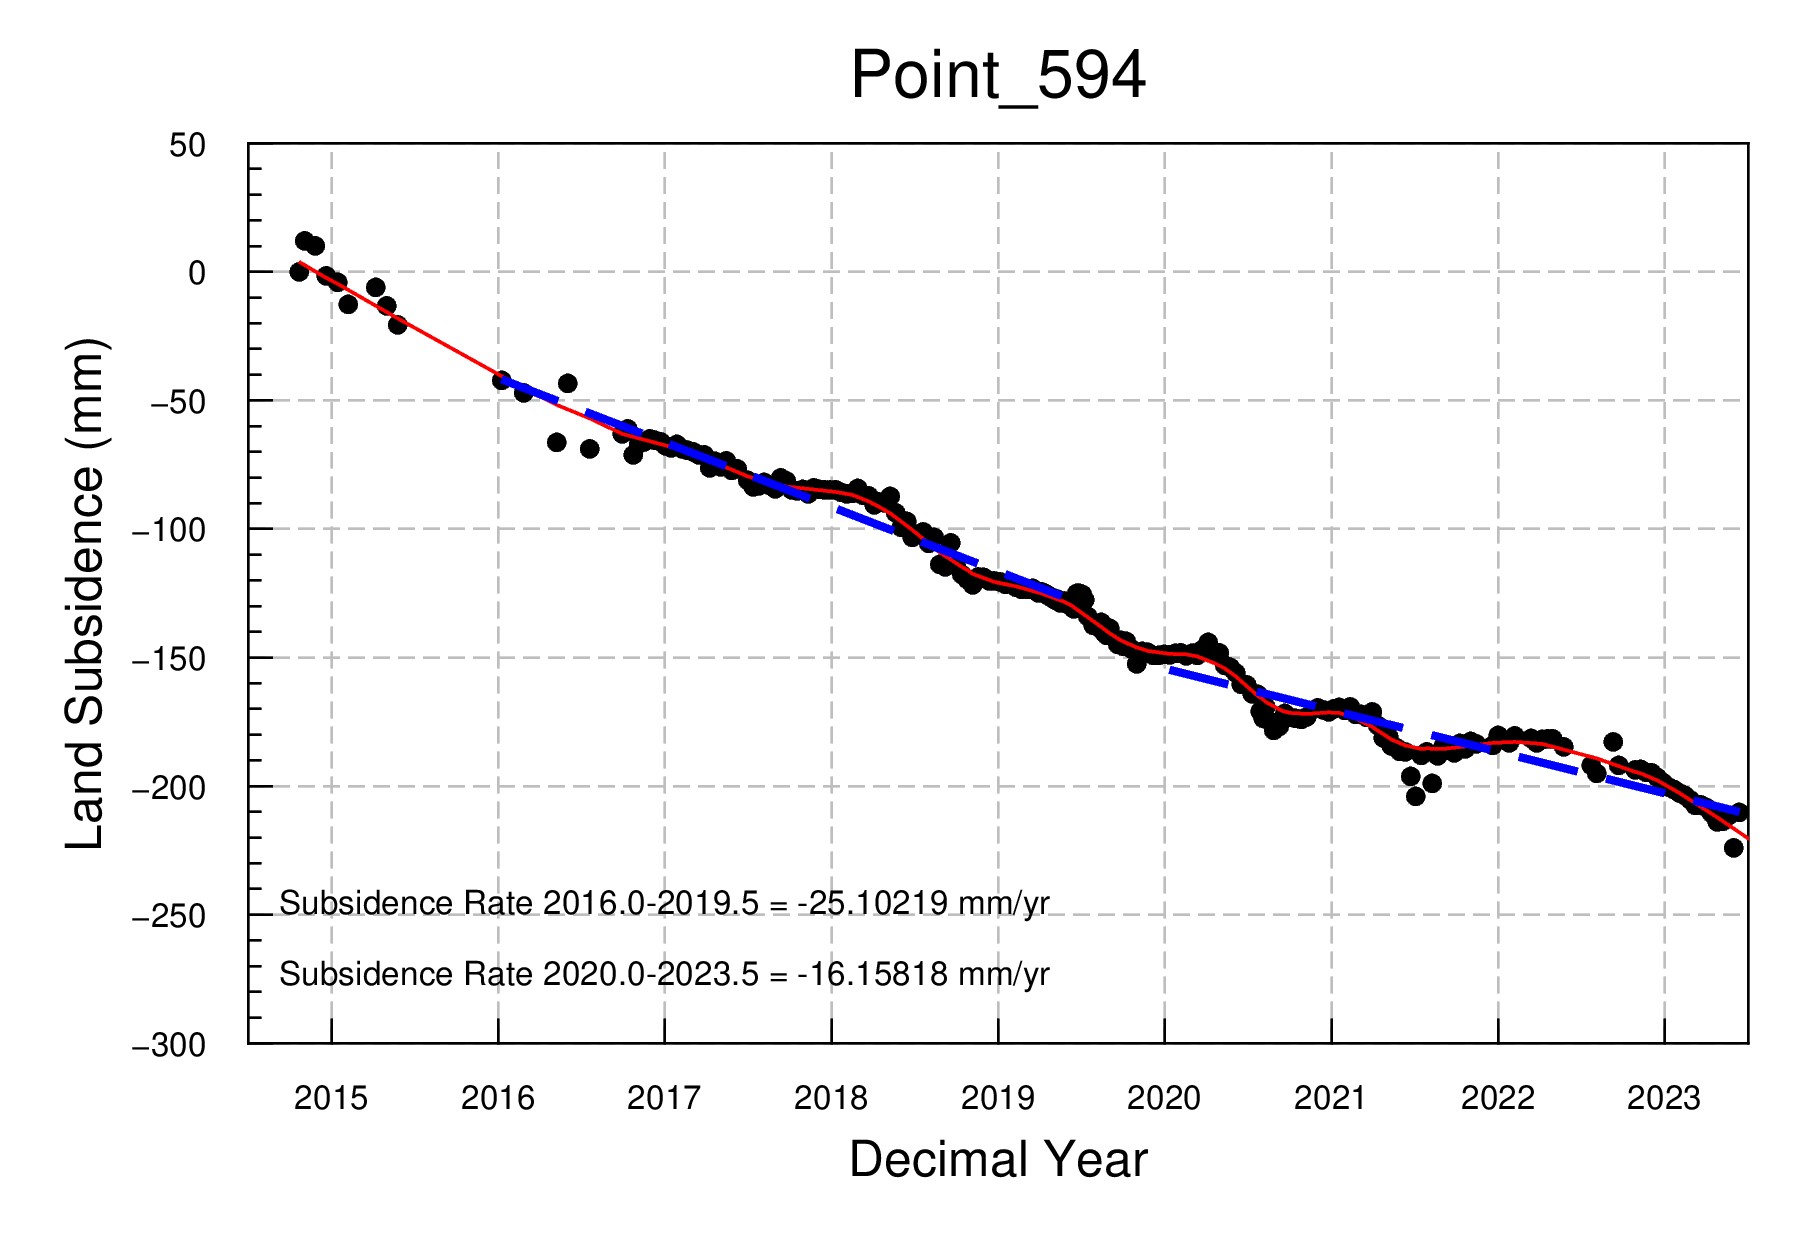 Point_594
50
0
−50
−100
−150
−200
−250
−300
Land Subsidence (mm)
Subsidence Rate 2016.0-2019.5 = -25.10219 mm/yr
Subsidence Rate 2020.0-2023.5 = -16.15818 mm/yr
2015 2016 2017 2018 2019 2020 2021 2022 2023
Decimal Year